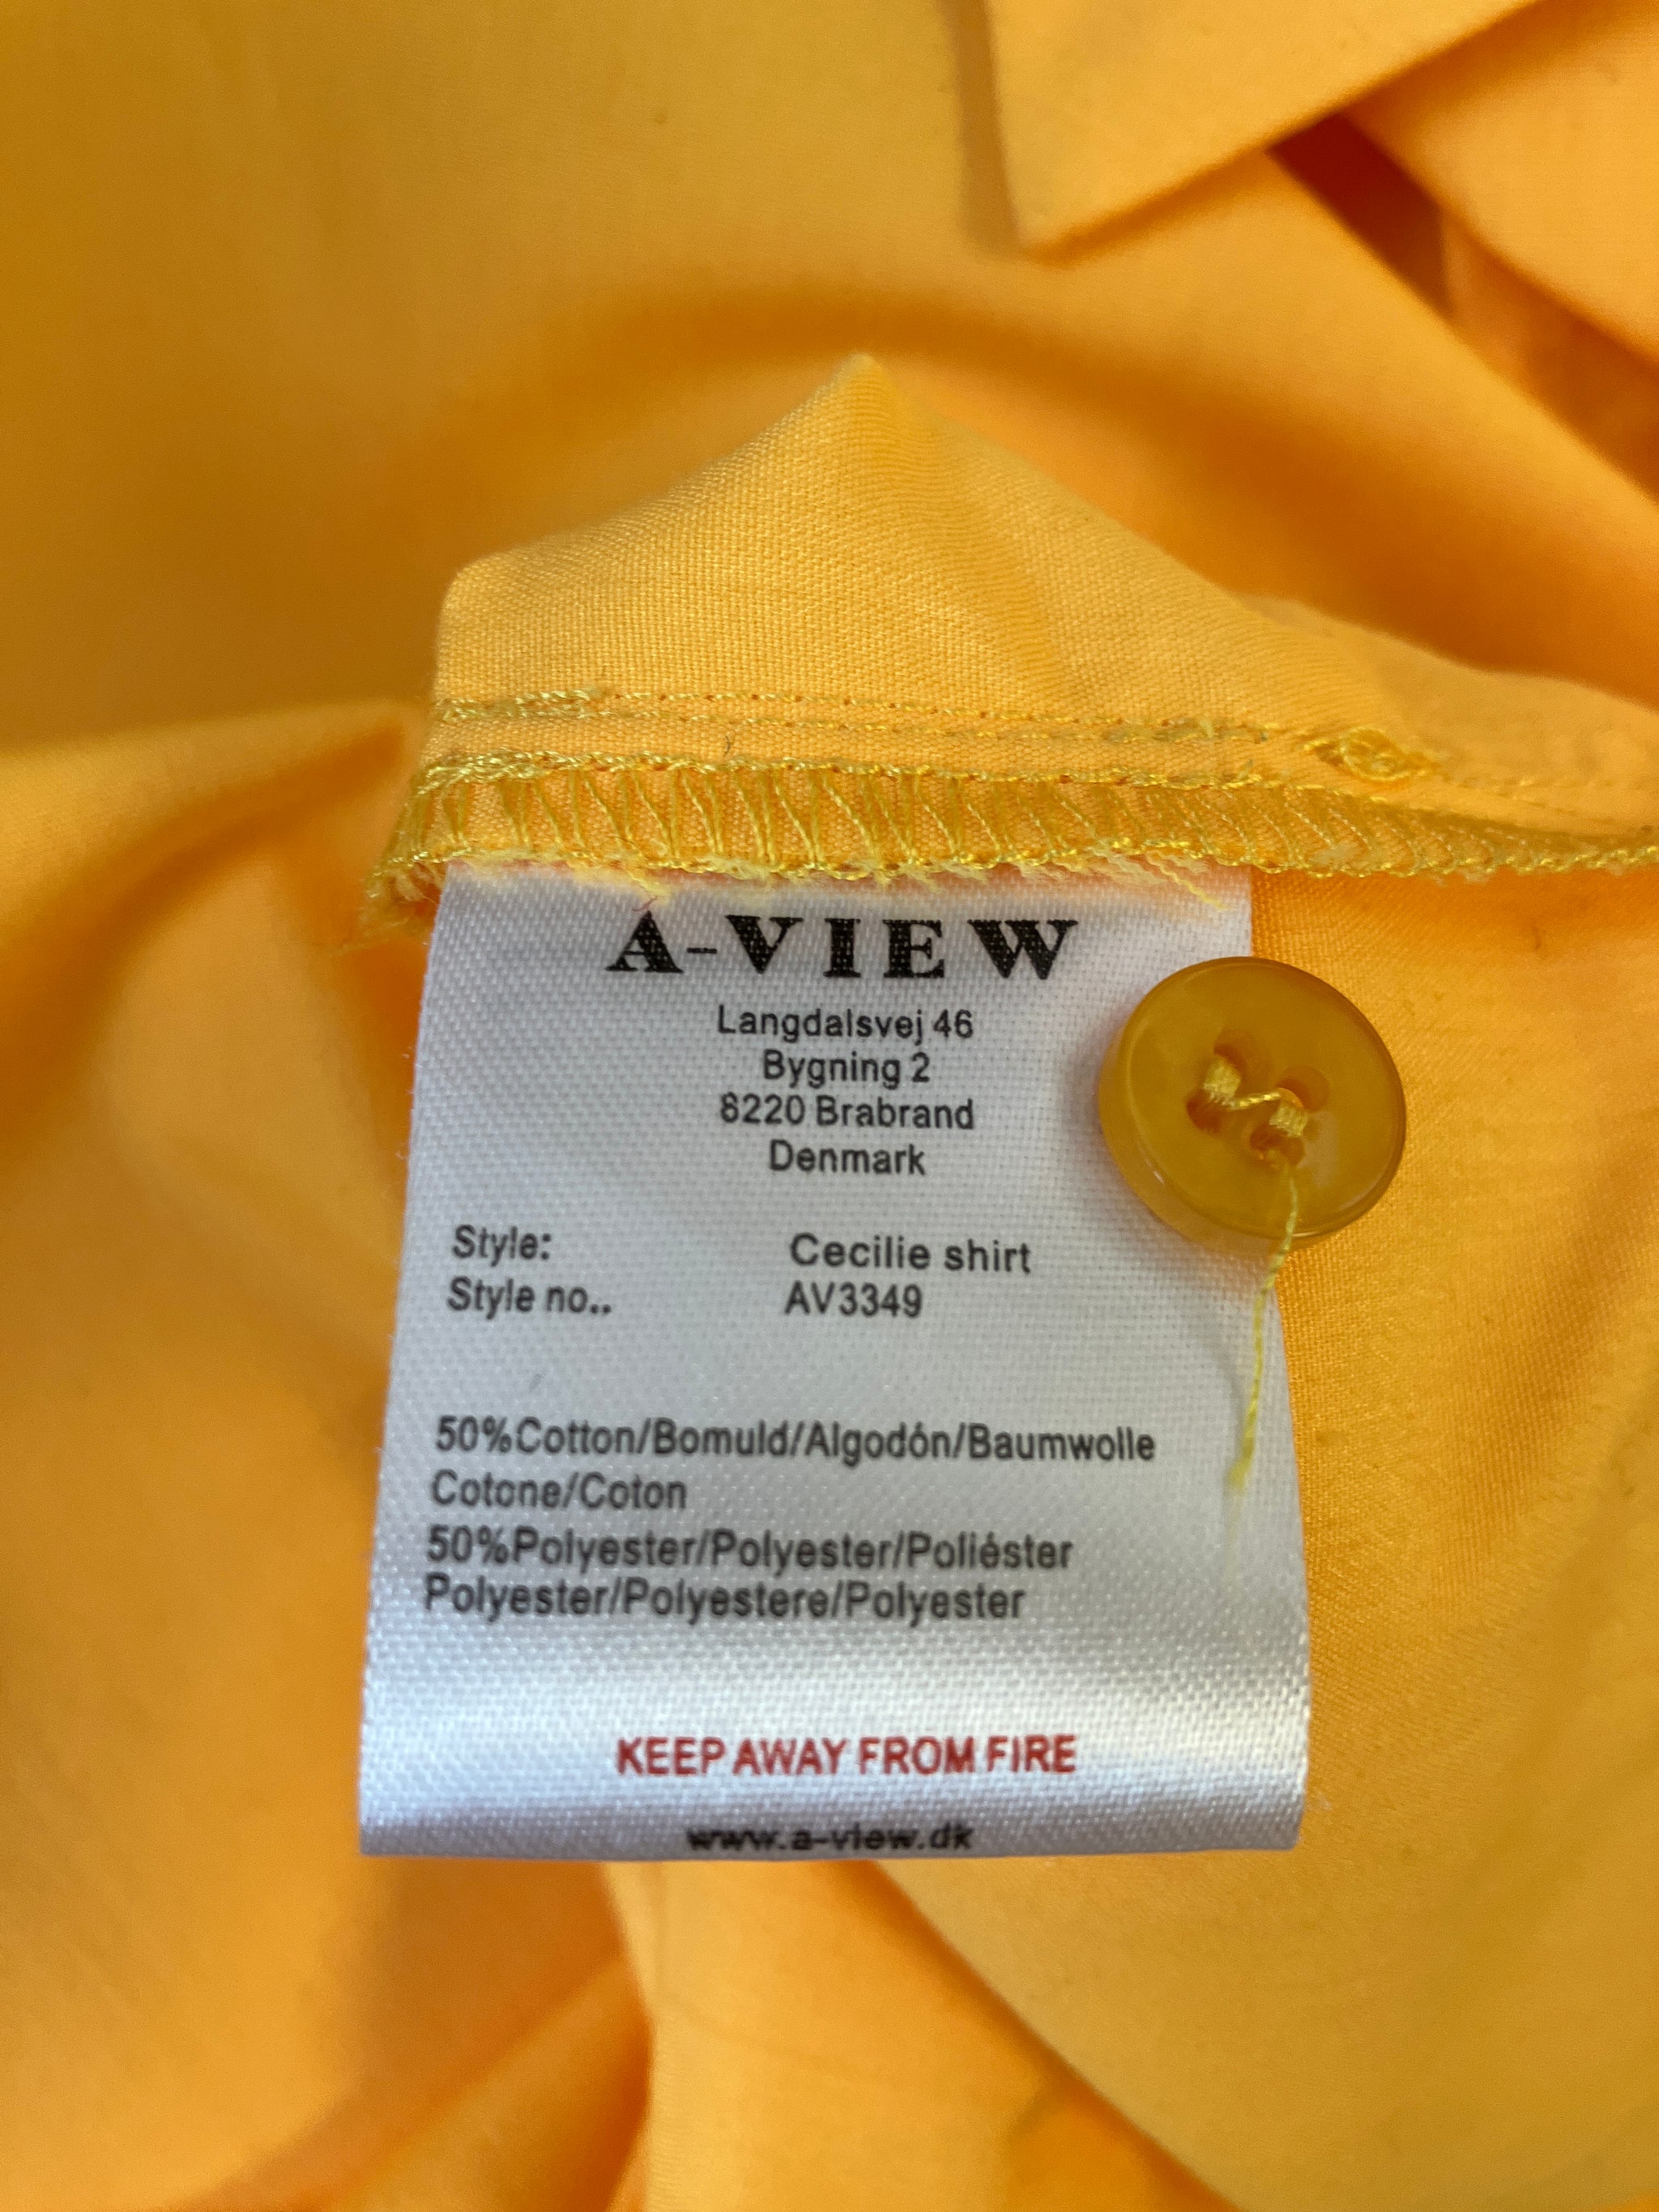 A-VIEW
Langdalsvej 46
Bygning 2
8220 Brabrand
Denmark
Style: Cecilie shirt
Style no.. AV3349
50%Cotton/Bomuld/Algodón/Baumwolle
Cotone/Coton
50%Polyester/Polyester/Poliéster
Polyester/Polyestere/Polyester
KEEP AWAY FROM FIRE
www.a-view.dk